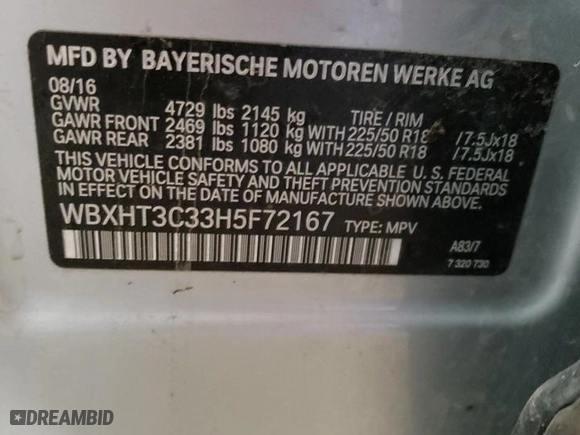 MFD BY BAYERISCHE MOTOREN WERKE AG
08/16
GVWR 4729 lbs 2145 kg TIRE / RIM
GAWR FRONT 2469 lbs 1120 kg WITH 225/50 R18 /7.5Jx18
GAWR REAR 2381 lbs 1080 kg WITH 225/50 R18 /7.5Jx18
THIS VEHICLE CONFORMS TO ALL APPLICABLE U.S. FEDERAL
MOTOR VEHICLE SAFETY, BUMPER, AND THEFT PREVENTION STANDARDS
IN EFFECT ON THE DATE OF MANUFACTURE SHOWN ABOVE.
WBXHT3C33H5F72167 TYPE: MPV
A83/7
7 320 730
DREAMBID